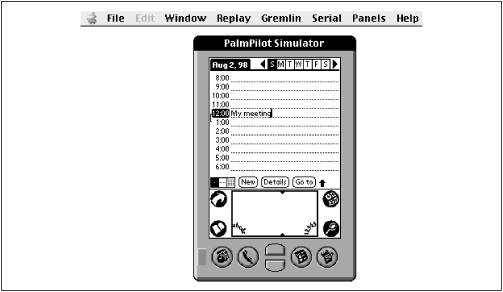 File Edit Window Replay Gremlin Serial Panels Help
PalmPilot Simulator
Aug 2, 98 S M T W T F S
8:00
9:00
10:00
11:00
12:00 My meeting
1:00
2:00
3:00
4:00
5:00
6:00
New Details Go to